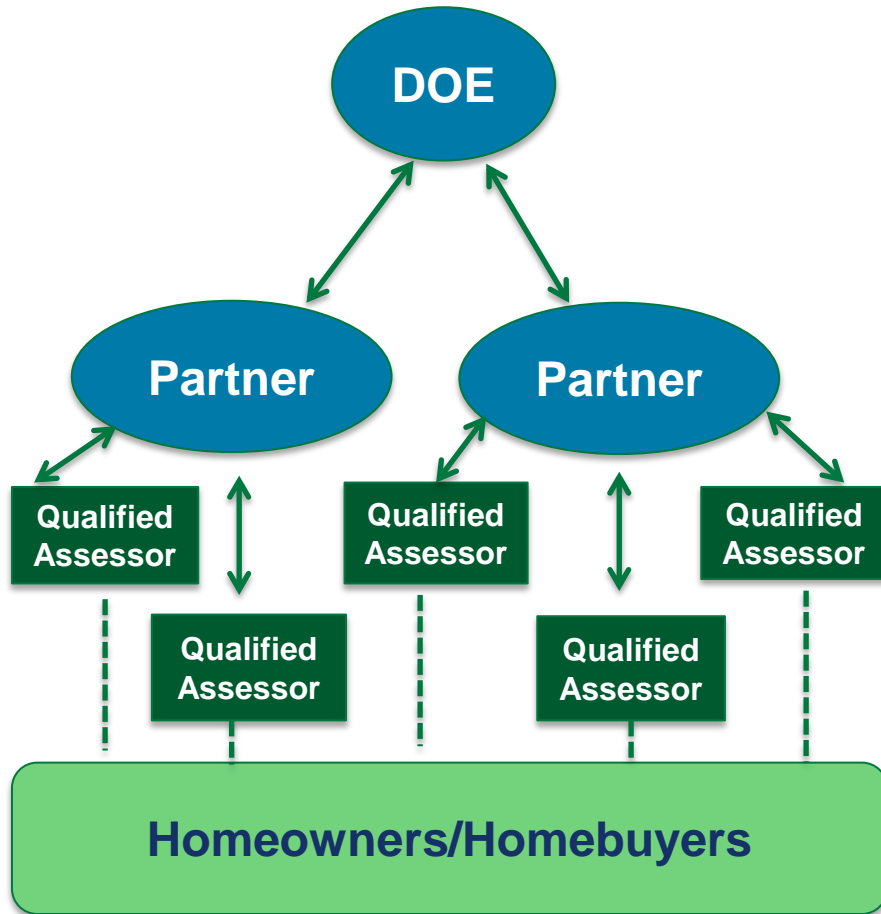 DOE
Partner
Partner
Qualified
Assessor
Qualified
Assessor
Qualified
Assessor
Qualified
Assessor
Qualified
Assessor
Homeowners/Homebuyers